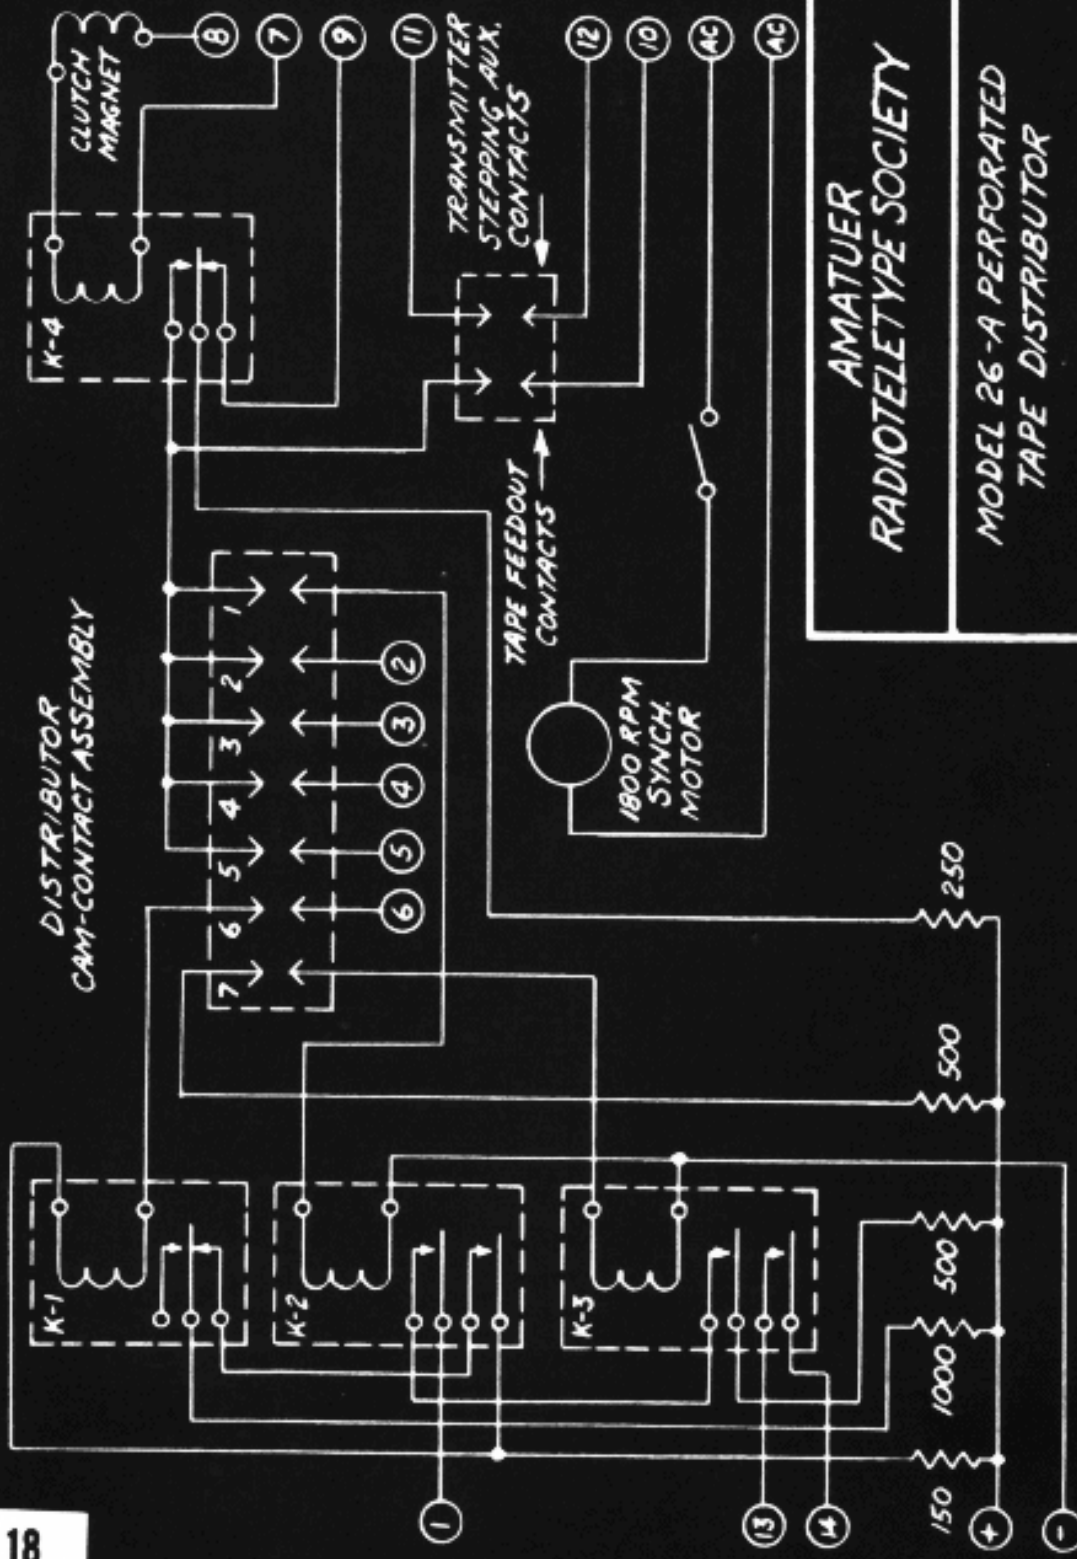 DISTRIBUTOR
CAM-CONTACT ASSEMBLY
CLUTCH
MAGNET
8
7
9
11
TRANSMITTER
STEPPING AUX.
CONTACTS
12
10
AC
AC
K-4
1
2
3
4
5
6
7
2
3
4
5
6
TAPE FEEDOUT
CONTACTS
1800 RPM
SYNCH.
MOTOR
K-1
K-2
K-3
1
13
14
150
1000
500
500
250
+
-
AMATUER
RADIOTELETYPE SOCIETY
MODEL 26-A PERFORATED
TAPE DISTRIBUTOR
18